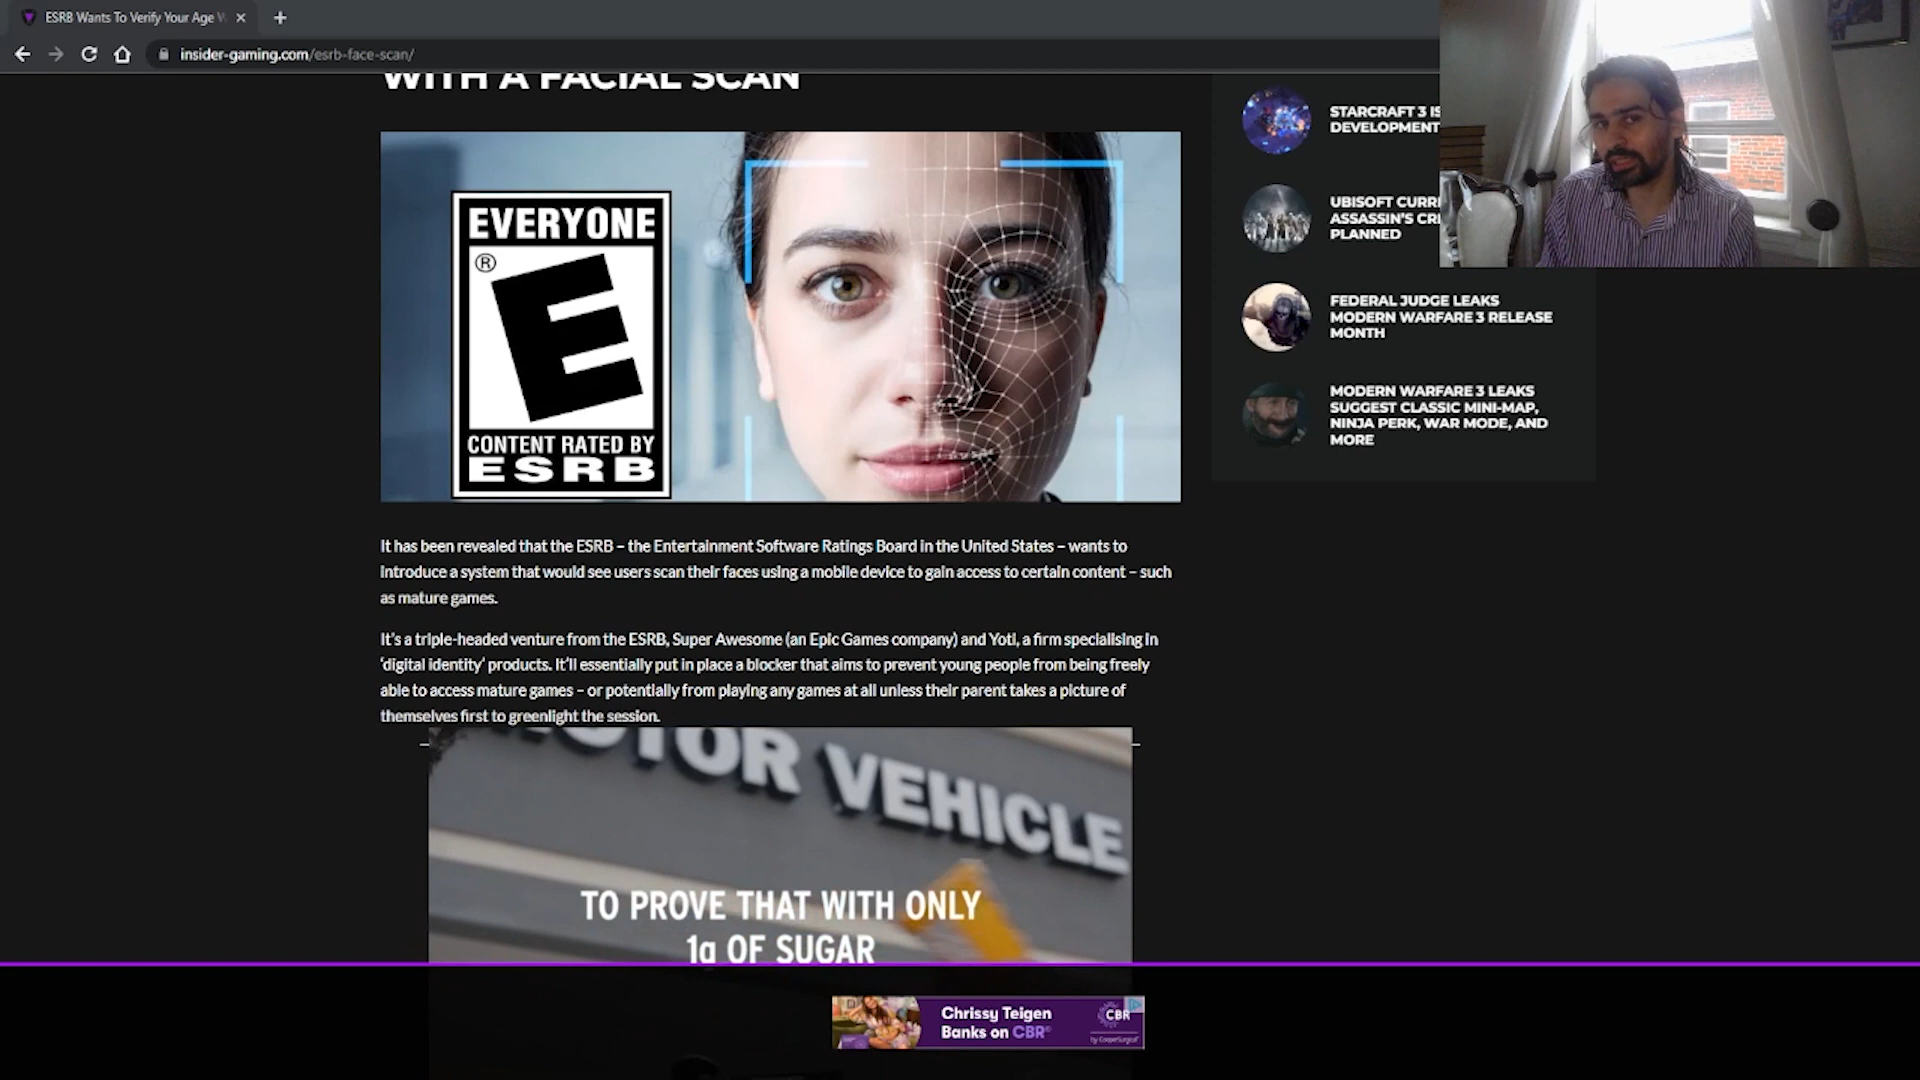 ESRB Wants To Verify Your Age W
insider-gaming.com/esrb-face-scan/
WITH A FACIAL SCAN
EVERYONE
®
E
CONTENT RATED BY
ESRB
It has been revealed that the ESRB – the Entertainment Software Ratings Board in the United States – wants to
introduce a system that would see users scan their faces using a mobile device to gain access to certain content – such
as mature games.
It's a triple-headed venture from the ESRB, Super Awesome (an Epic Games company) and Yoti, a firm specialising in
'digital identity' products. It'll essentially put in place a blocker that aims to prevent young people from being freely
able to access mature games – or potentially from playing any games at all unless their parent takes a picture of
themselves first to greenlight the session.
MOTOR VEHICLE
TO PROVE THAT WITH ONLY
1g OF SUGAR
STARCRAFT 3 IS
DEVELOPMENT
UBISOFT CURR
ASSASSIN'S CRE
PLANNED
FEDERAL JUDGE LEAKS
MODERN WARFARE 3 RELEASE
MONTH
MODERN WARFARE 3 LEAKS
SUGGEST CLASSIC MINI-MAP,
NINJA PERK, WAR MODE, AND
MORE
Chrissy Teigen
Banks on CBR®
CBR
by CooperSurgical